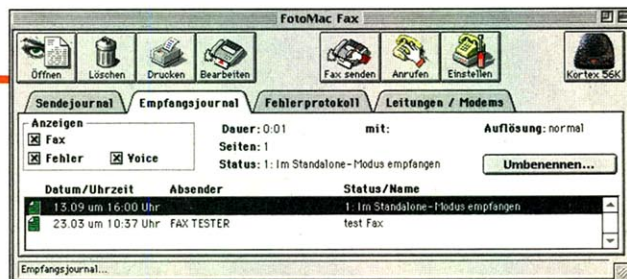 FotoMac Fax
Öffnen Löschen Drucken Bearbeiten Fax senden Anrufen Einstellen Kortex 56K
Sendejournal Empfangsjournal Fehlerprotokoll Leitungen / Modems
Anzeigen
Fax
Fehler Voice
Dauer: 0:01 mit: Auflösung: normal
Seiten: 1
Status: 1: Im Standalone-Modus empfangen
Umbenennen...
Datum/Uhrzeit Absender Status/Name
13.09 um 16:00 Uhr 1: Im Standalone-Modus empfangen
23.03 um 10:37 Uhr FAX TESTER test Fax
Empfangsjournal...